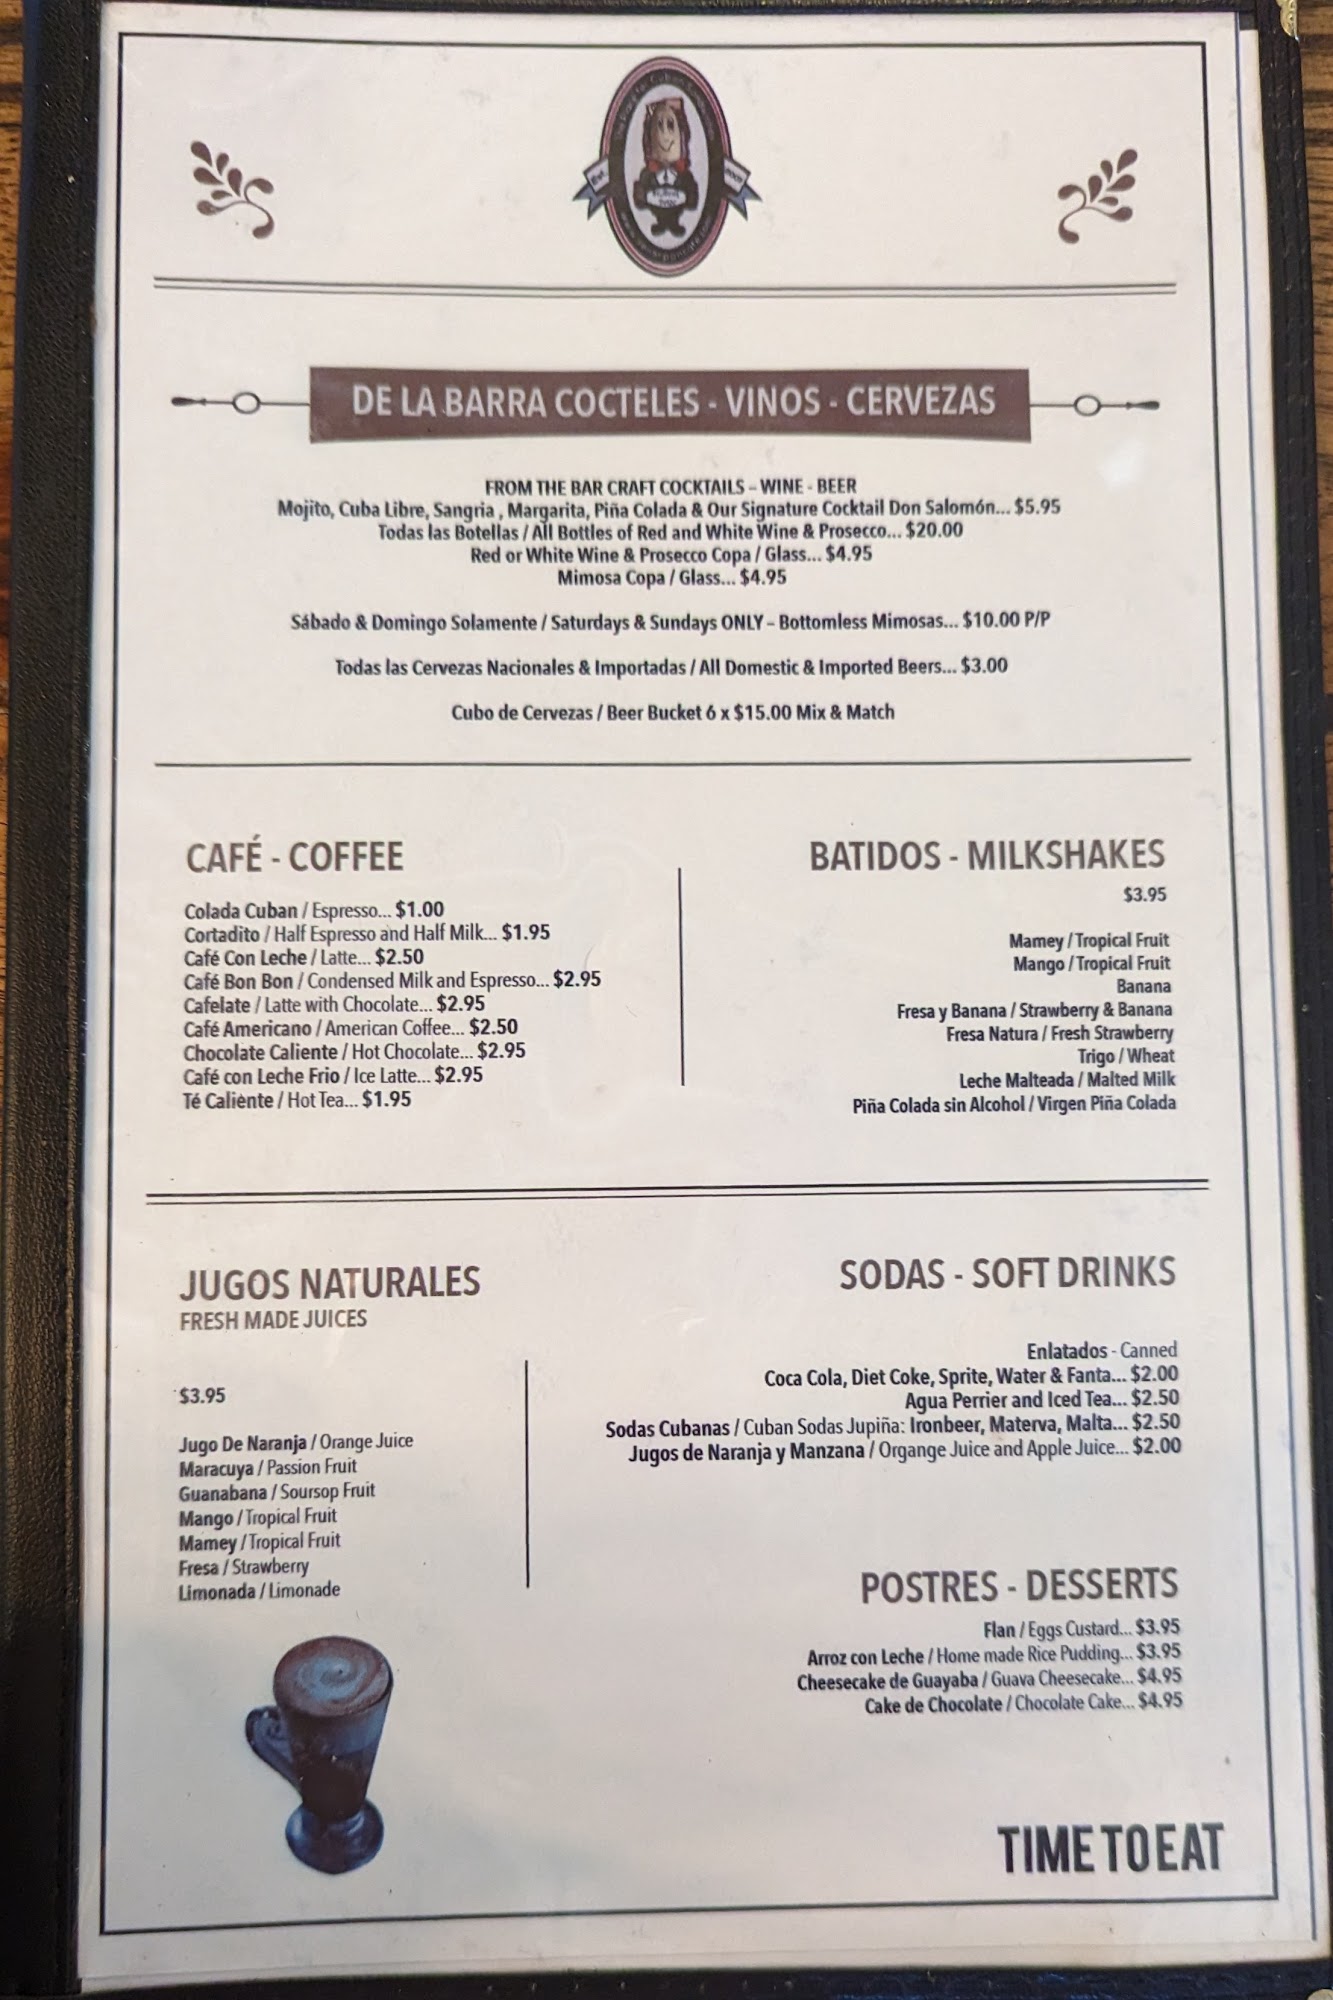 Est.
DE LA BARRA COCTELES - VINOS - CERVEZAS
FROM THE BAR CRAFT COCKTAILS – WINE - BEER
Mojito, Cuba Libre, Sangria , Margarita, Piña Colada & Our Signature Cocktail Don Salomón... $5.95
Todas las Botellas / All Bottles of Red and White Wine & Prosecco... $20.00
Red or White Wine & Prosecco Copa / Glass... $4.95
Mimosa Copa / Glass... $4.95
Sábado & Domingo Solamente / Saturdays & Sundays ONLY – Bottomless Mimosas... $10.00 P/P
Todas las Cervezas Nacionales & Importadas / All Domestic & Imported Beers... $3.00
Cubo de Cervezas / Beer Bucket 6 x $15.00 Mix & Match
CAFÉ - COFFEE
Colada Cuban / Espresso... $1.00
Cortadito / Half Espresso and Half Milk... $1.95
Café Con Leche / Latte... $2.50
Café Bon Bon / Condensed Milk and Espresso... $2.95
Cafelate / Latte with Chocolate... $2.95
Café Americano / American Coffee... $2.50
Chocolate Caliente / Hot Chocolate... $2.95
Café con Leche Frio / Ice Latte... $2.95
Té Caliente / Hot Tea... $1.95
BATIDOS - MILKSHAKES
$3.95
Mamey / Tropical Fruit
Mango / Tropical Fruit
Banana
Fresa y Banana / Strawberry & Banana
Fresa Natura / Fresh Strawberry
Trigo / Wheat
Leche Malteada / Malted Milk
Piña Colada sin Alcohol / Virgen Piña Colada
JUGOS NATURALES
FRESH MADE JUICES
$3.95
Jugo De Naranja / Orange Juice
Maracuya / Passion Fruit
Guanabana / Soursop Fruit
Mango / Tropical Fruit
Mamey / Tropical Fruit
Fresa / Strawberry
Limonada / Limonade
SODAS - SOFT DRINKS
Enlatados - Canned
Coca Cola, Diet Coke, Sprite, Water & Fanta... $2.00
Agua Perrier and Iced Tea... $2.50
Sodas Cubanas / Cuban Sodas Jupiña: Ironbeer, Materva, Malta... $2.50
Jugos de Naranja y Manzana / Organge Juice and Apple Juice... $2.00
POSTRES - DESSERTS
Flan / Eggs Custard... $3.95
Arroz con Leche / Home made Rice Pudding... $3.95
Cheesecake de Guayaba / Guava Cheesecake... $4.95
Cake de Chocolate / Chocolate Cake... $4.95
TIME TO EAT